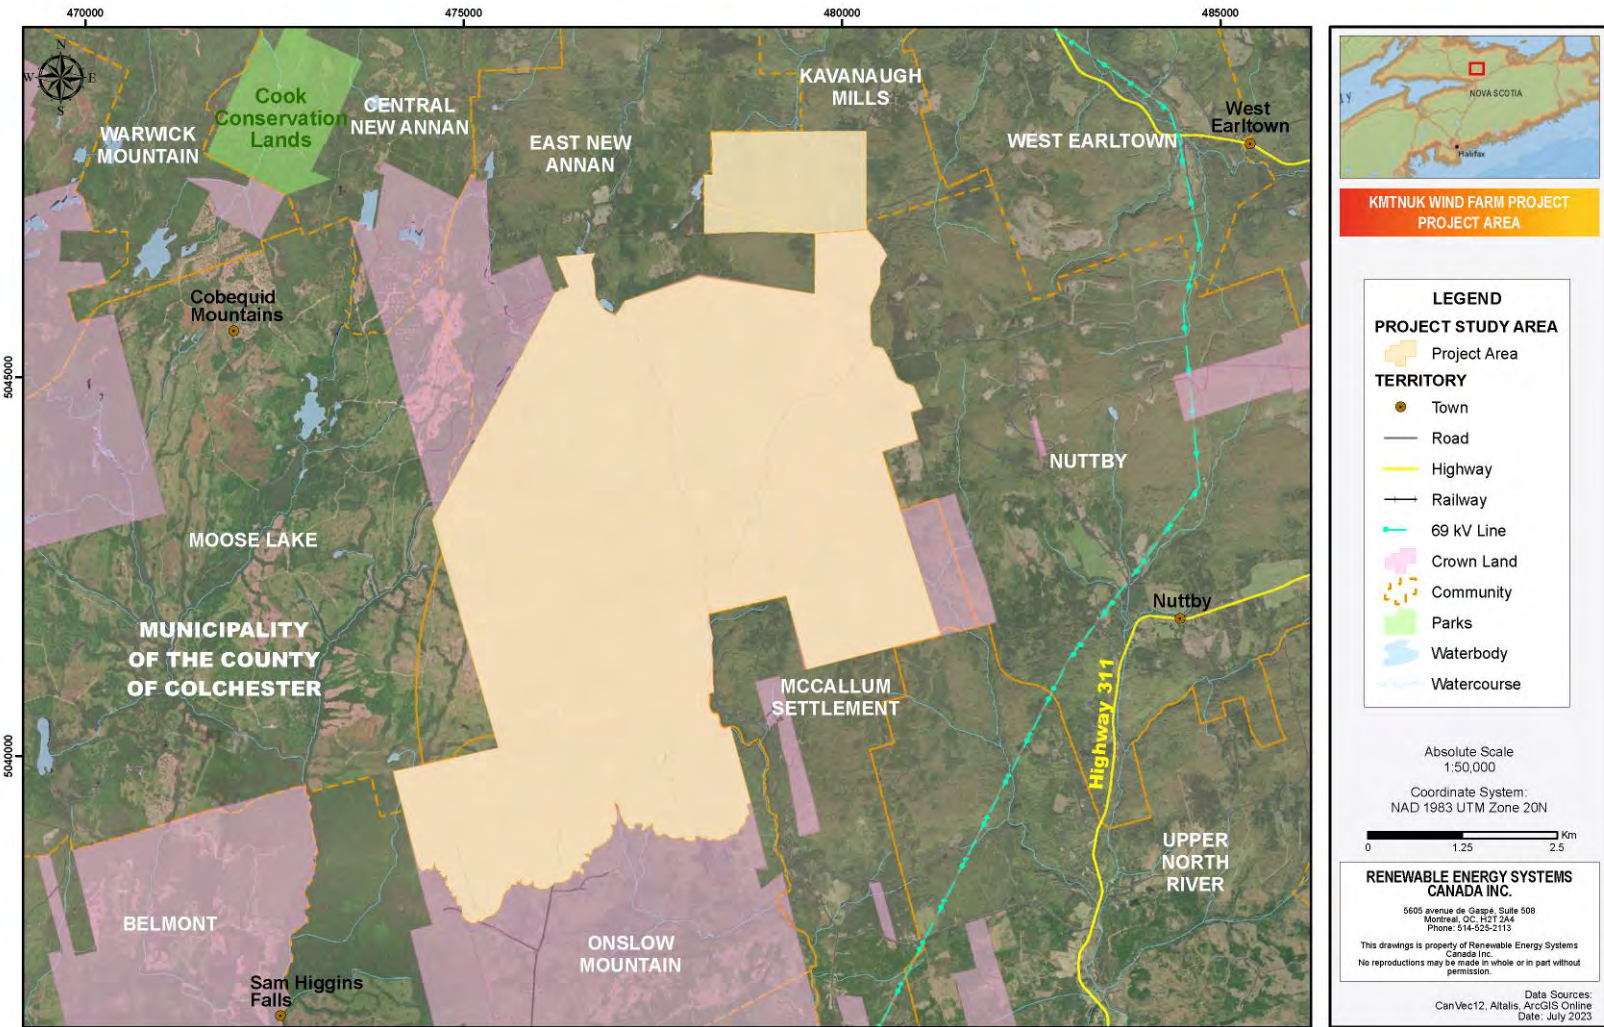 470000
475000
480000
485000
5045000
5040000
N
W
E
S
Cook
Conservation
Lands
WARWICK
MOUNTAIN
CENTRAL
NEW ANNAN
EAST NEW
ANNAN
KAVANAUGH
MILLS
WEST EARLTOWN
West
Earltown
Cobequid
Mountains
NUTTBY
MOOSE LAKE
Nuttby
MUNICIPALITY
OF THE COUNTY
OF COLCHESTER
MCCALLUM
SETTLEMENT
Highway 311
UPPER
NORTH
RIVER
BELMONT
ONSLOW
MOUNTAIN
Sam Higgins
Falls
NOVA SCOTIA
Halifax
KMTNUK WIND FARM PROJECT
PROJECT AREA
LEGEND
PROJECT STUDY AREA
Project Area
TERRITORY
Town
Road
Highway
Railway
69 kV Line
Crown Land
Community
Parks
Waterbody
Watercourse
Absolute Scale
1:50,000
Coordinate System:
NAD 1983 UTM Zone 20N
Km
0 1.25 2.5
RENEWABLE ENERGY SYSTEMS
CANADA INC.
5605 avenue de Gaspé, Suite 508
Montreal, QC, H2T 2A4
Phone: 514-525-2113
This drawings is property of Renewable Energy Systems
Canada Inc.
No reproductions may be made in whole or in part without
permission.
Data Sources:
CanVec12, Altalis, ArcGIS Online
Date: July 2023